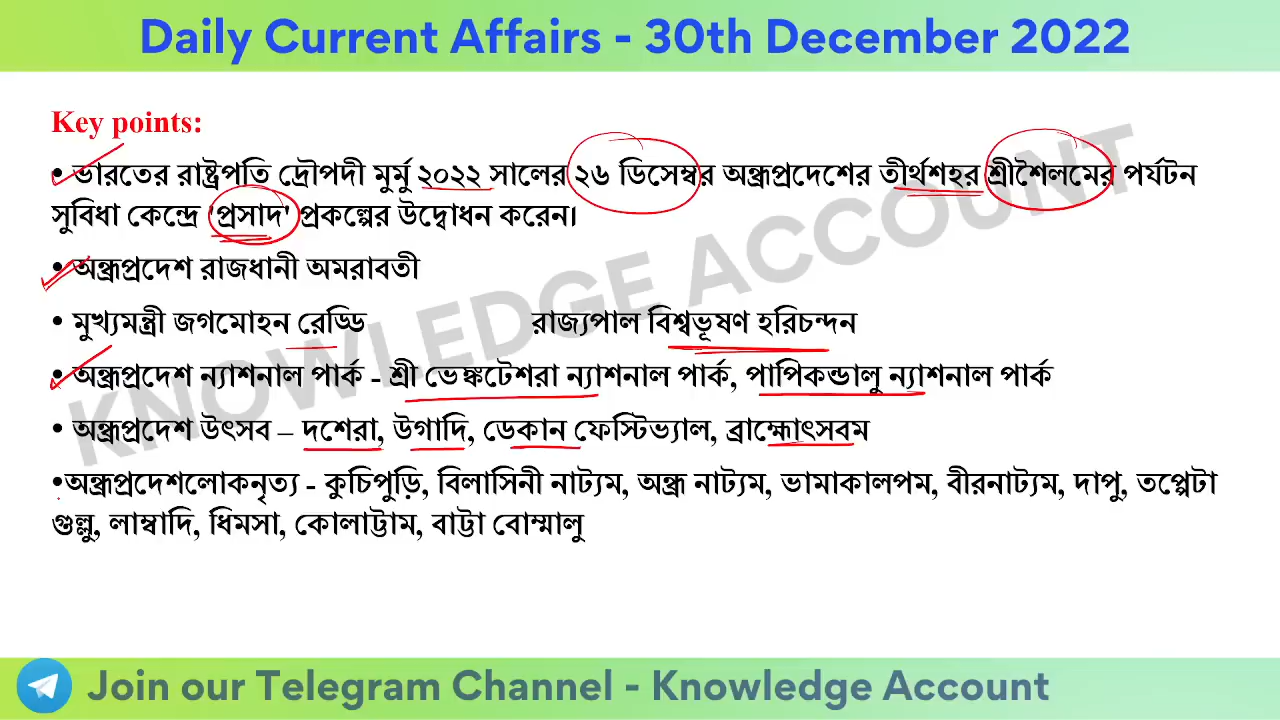 Daily Current Affairs - 30th December 2022
Key points:
• ভারতের রাষ্ট্রপতি দ্রৌপদী মুর্মু ২০২২ সালের ২৬ ডিসেম্বর অন্ধ্রপ্রদেশের তীর্থশহর শ্রীশৈলমের পর্যটন
সুবিধা কেন্দ্রে 'প্রসাদ' প্রকল্পের উদ্বোধন করেন।
• অন্ধ্রপ্রদেশ রাজধানী অমরাবতী
• মুখ্যমন্ত্রী জগমোহন রেড্ডি রাজ্যপাল বিশ্বভূষণ হরিচন্দন
• অন্ধ্রপ্রদেশ ন্যাশনাল পার্ক - শ্রী ভেঙ্কটেশরা ন্যাশনাল পার্ক, পাপিকন্ডালু ন্যাশনাল পার্ক
• অন্ধ্রপ্রদেশ উৎসব – দশেরা, উগাদি, ডেকান ফেস্টিভ্যাল, ব্রাহ্মোৎসবম
•অন্ধ্রপ্রদেশলোকনৃত্য - কুচিপুড়ি, বিলাসিনী নাট্যম, অন্ধ্র নাট্যম, ভামাকালপম, বীরনাট্যম, দাপু, তপ্পেটা
গুল্লু, লাম্বাদি, ধিমসা, কোলাট্টাম, বাট্টা বোম্মালু
KNOWLEDGE ACCOUNT
Join our Telegram Channel - Knowledge Account